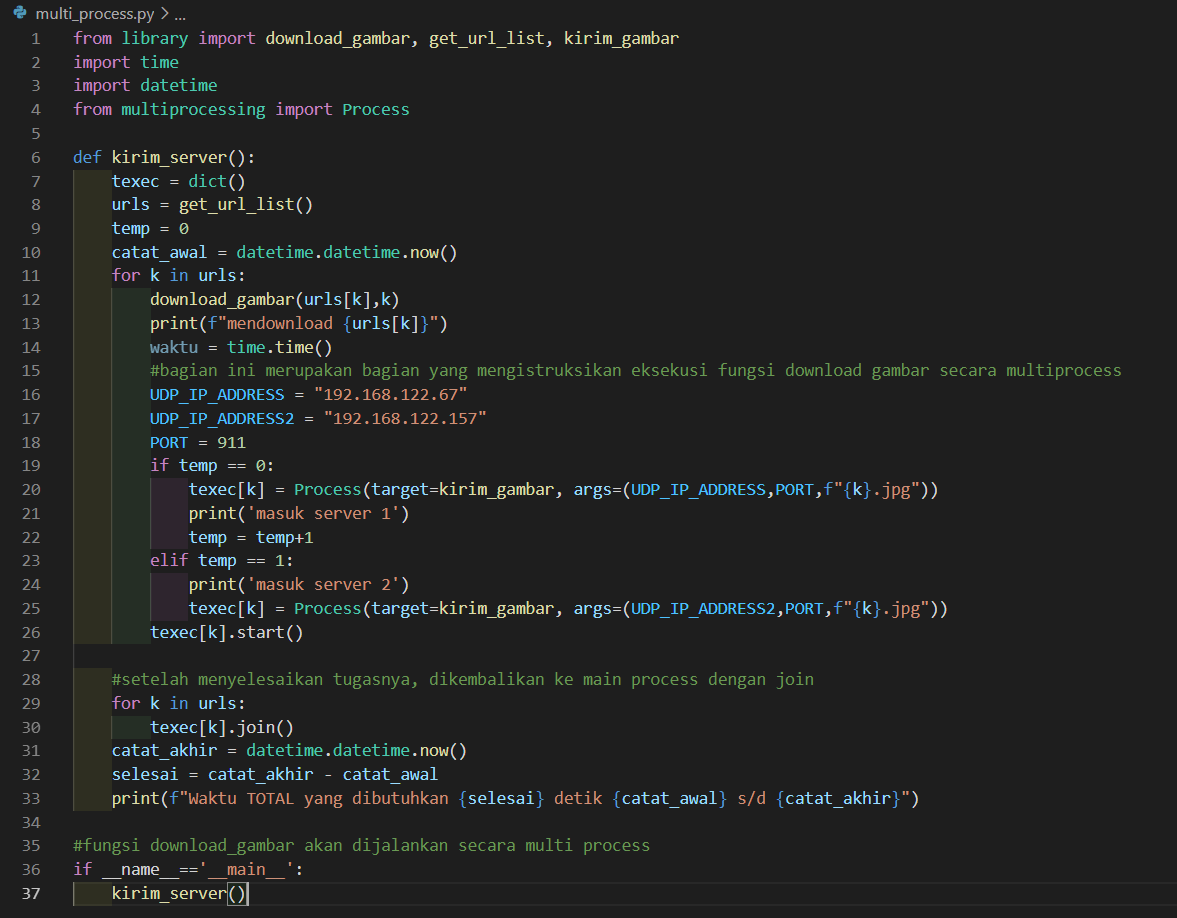 multi_process.py > ...
1 from library import download_gambar, get_url_list, kirim_gambar
2 import time
3 import datetime
4 from multiprocessing import Process
5
6 def kirim_server():
7     texec = dict()
8     urls = get_url_list()
9     temp = 0
10     catat_awal = datetime.datetime.now()
11     for k in urls:
12         download_gambar(urls[k],k)
13         print(f"mendownload {urls[k]}")
14         waktu = time.time()
15         #bagian ini merupakan bagian yang mengistruksikan eksekusi fungsi download gambar secara multiprocess
16         UDP_IP_ADDRESS = "192.168.122.67"
17         UDP_IP_ADDRESS2 = "192.168.122.157"
18         PORT = 911
19         if temp == 0:
20             texec[k] = Process(target=kirim_gambar, args=(UDP_IP_ADDRESS,PORT,f"{k}.jpg"))
21             print('masuk server 1')
22             temp = temp+1
23         elif temp == 1:
24             print('masuk server 2')
25             texec[k] = Process(target=kirim_gambar, args=(UDP_IP_ADDRESS2,PORT,f"{k}.jpg"))
26         texec[k].start()
27
28     #setelah menyelesaikan tugasnya, dikembalikan ke main process dengan join
29     for k in urls:
30         texec[k].join()
31     catat_akhir = datetime.datetime.now()
32     selesai = catat_akhir - catat_awal
33     print(f"Waktu TOTAL yang dibutuhkan {selesai} detik {catat_awal} s/d {catat_akhir}")
34
35 #fungsi download_gambar akan dijalankan secara multi process
36 if __name__=='__main__':
37     kirim_server()